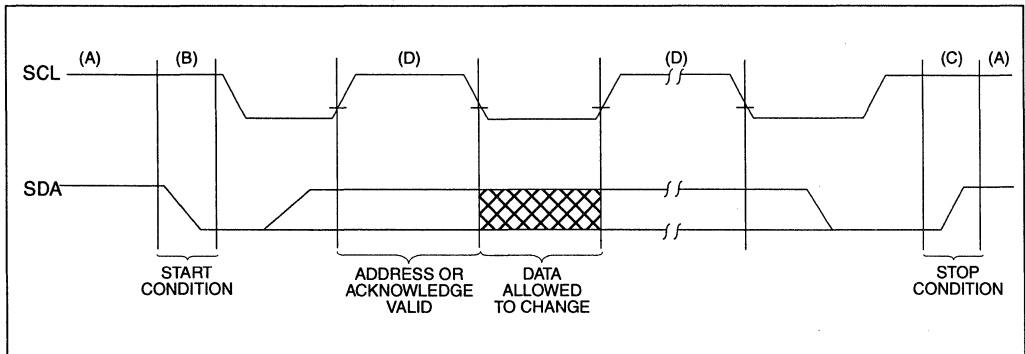 (A) (B) (D) (D) (C) (A)
SCL
SDA
START
CONDITION
ADDRESS OR
ACKNOWLEDGE
VALID
DATA
ALLOWED
TO CHANGE
STOP
CONDITION